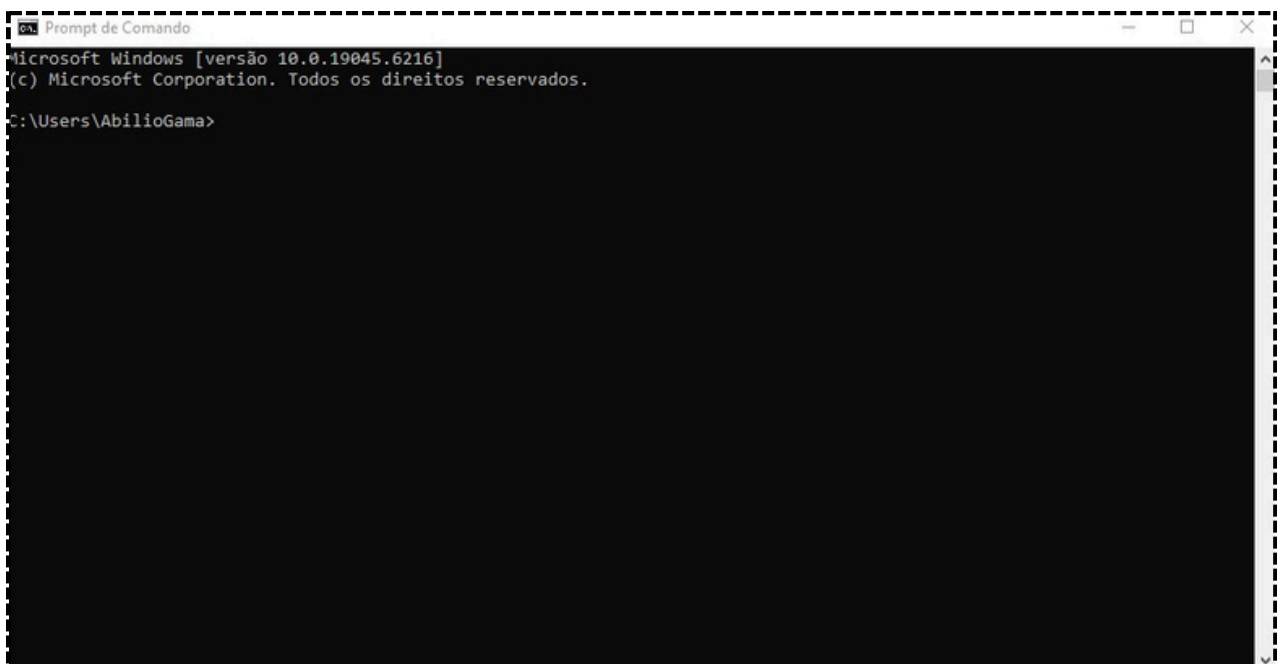 Prompt de Comando
Microsoft Windows [versão 10.0.19045.6216]
(c) Microsoft Corporation. Todos os direitos reservados.
C:\Users\AbilioGama>